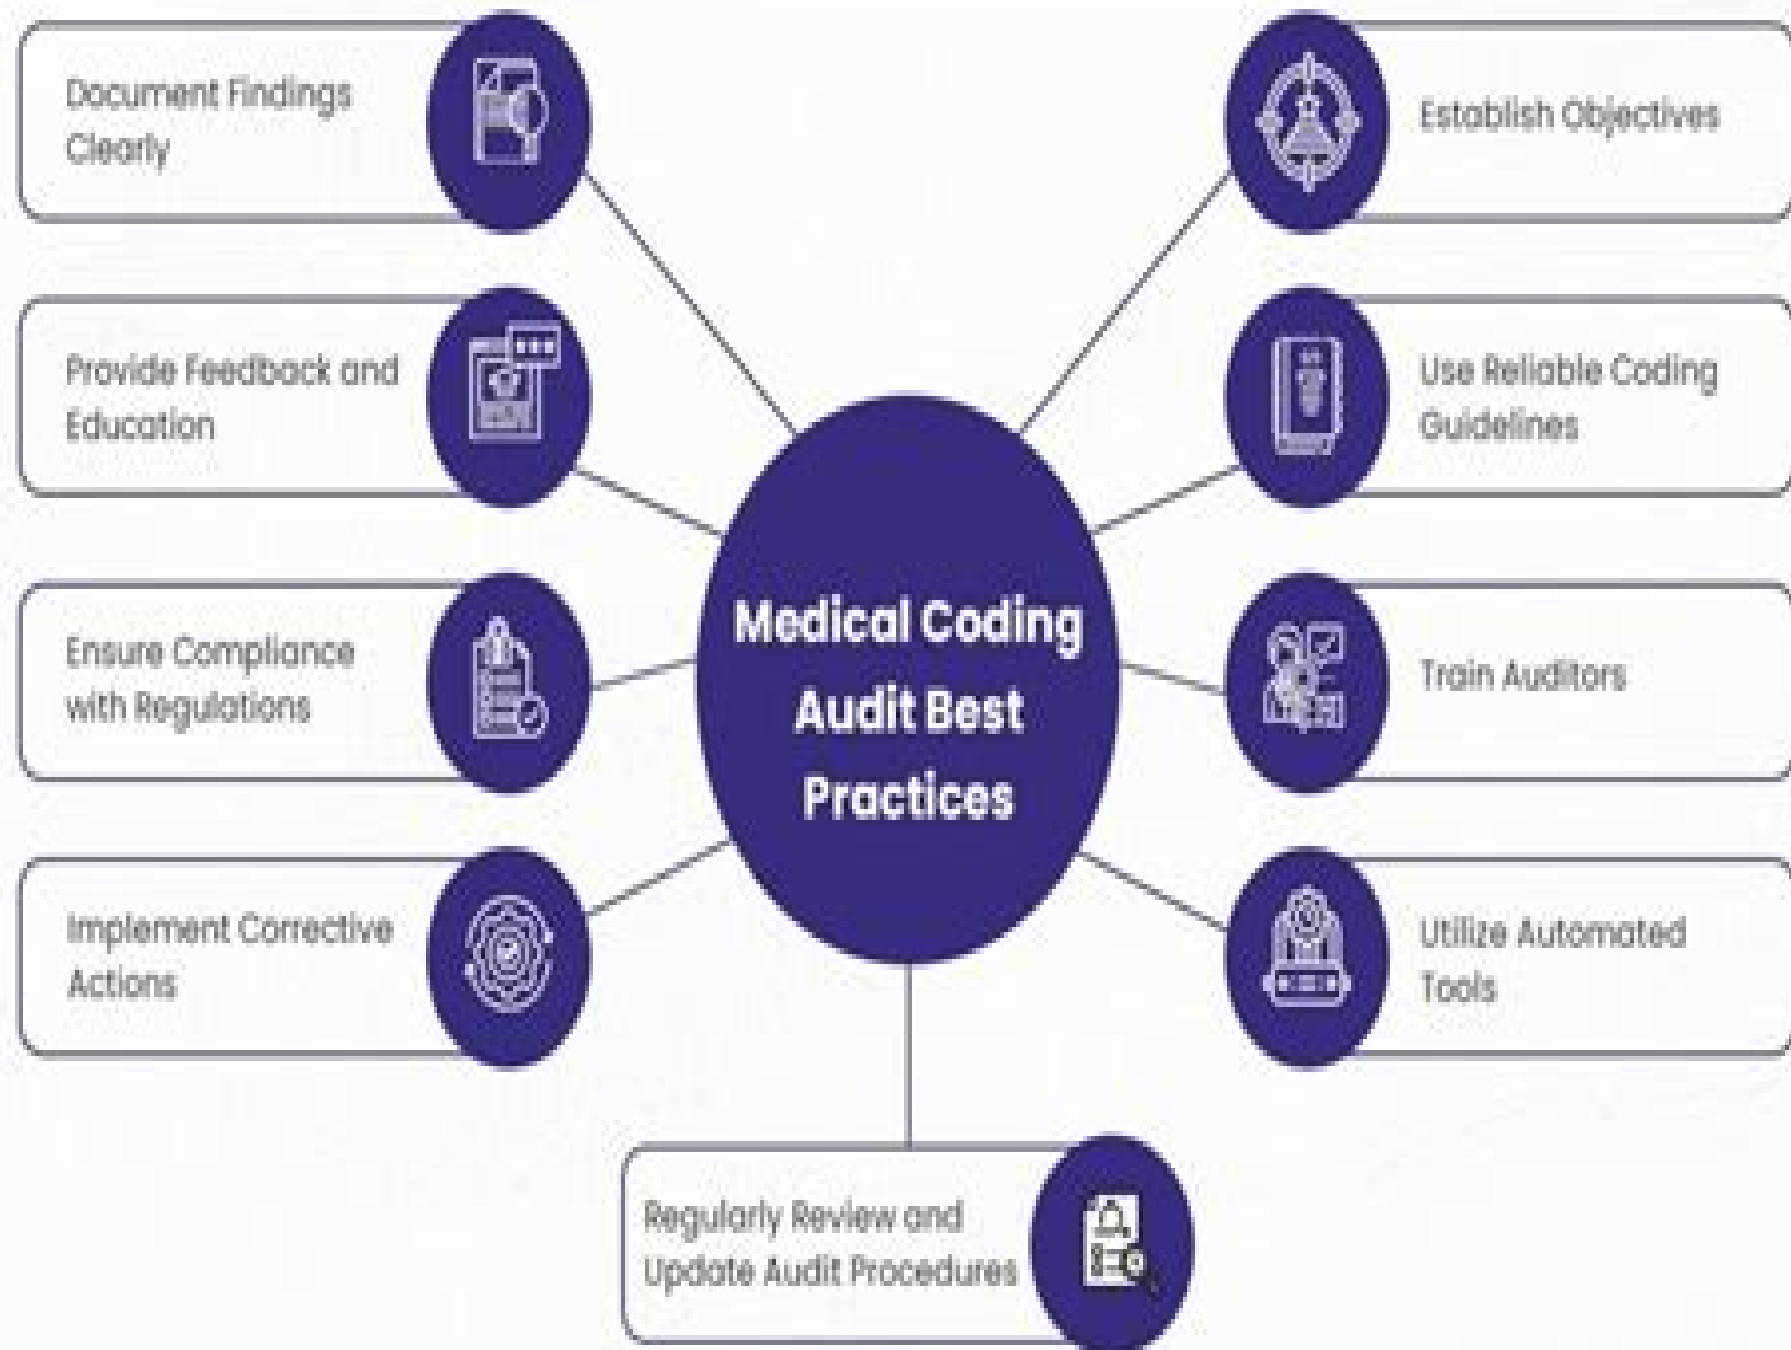 Document Findings
Clearly
Provide Feedback and
Education
Ensure Compliance
with Regulations
Implement Corrective
Actions
Medical Coding
Audit Best
Practices
Establish Objectives
Use Reliable Coding
Guidelines
Train Auditors
Utilize Automated
Tools
Regularly Review and
Update Audit Procedures